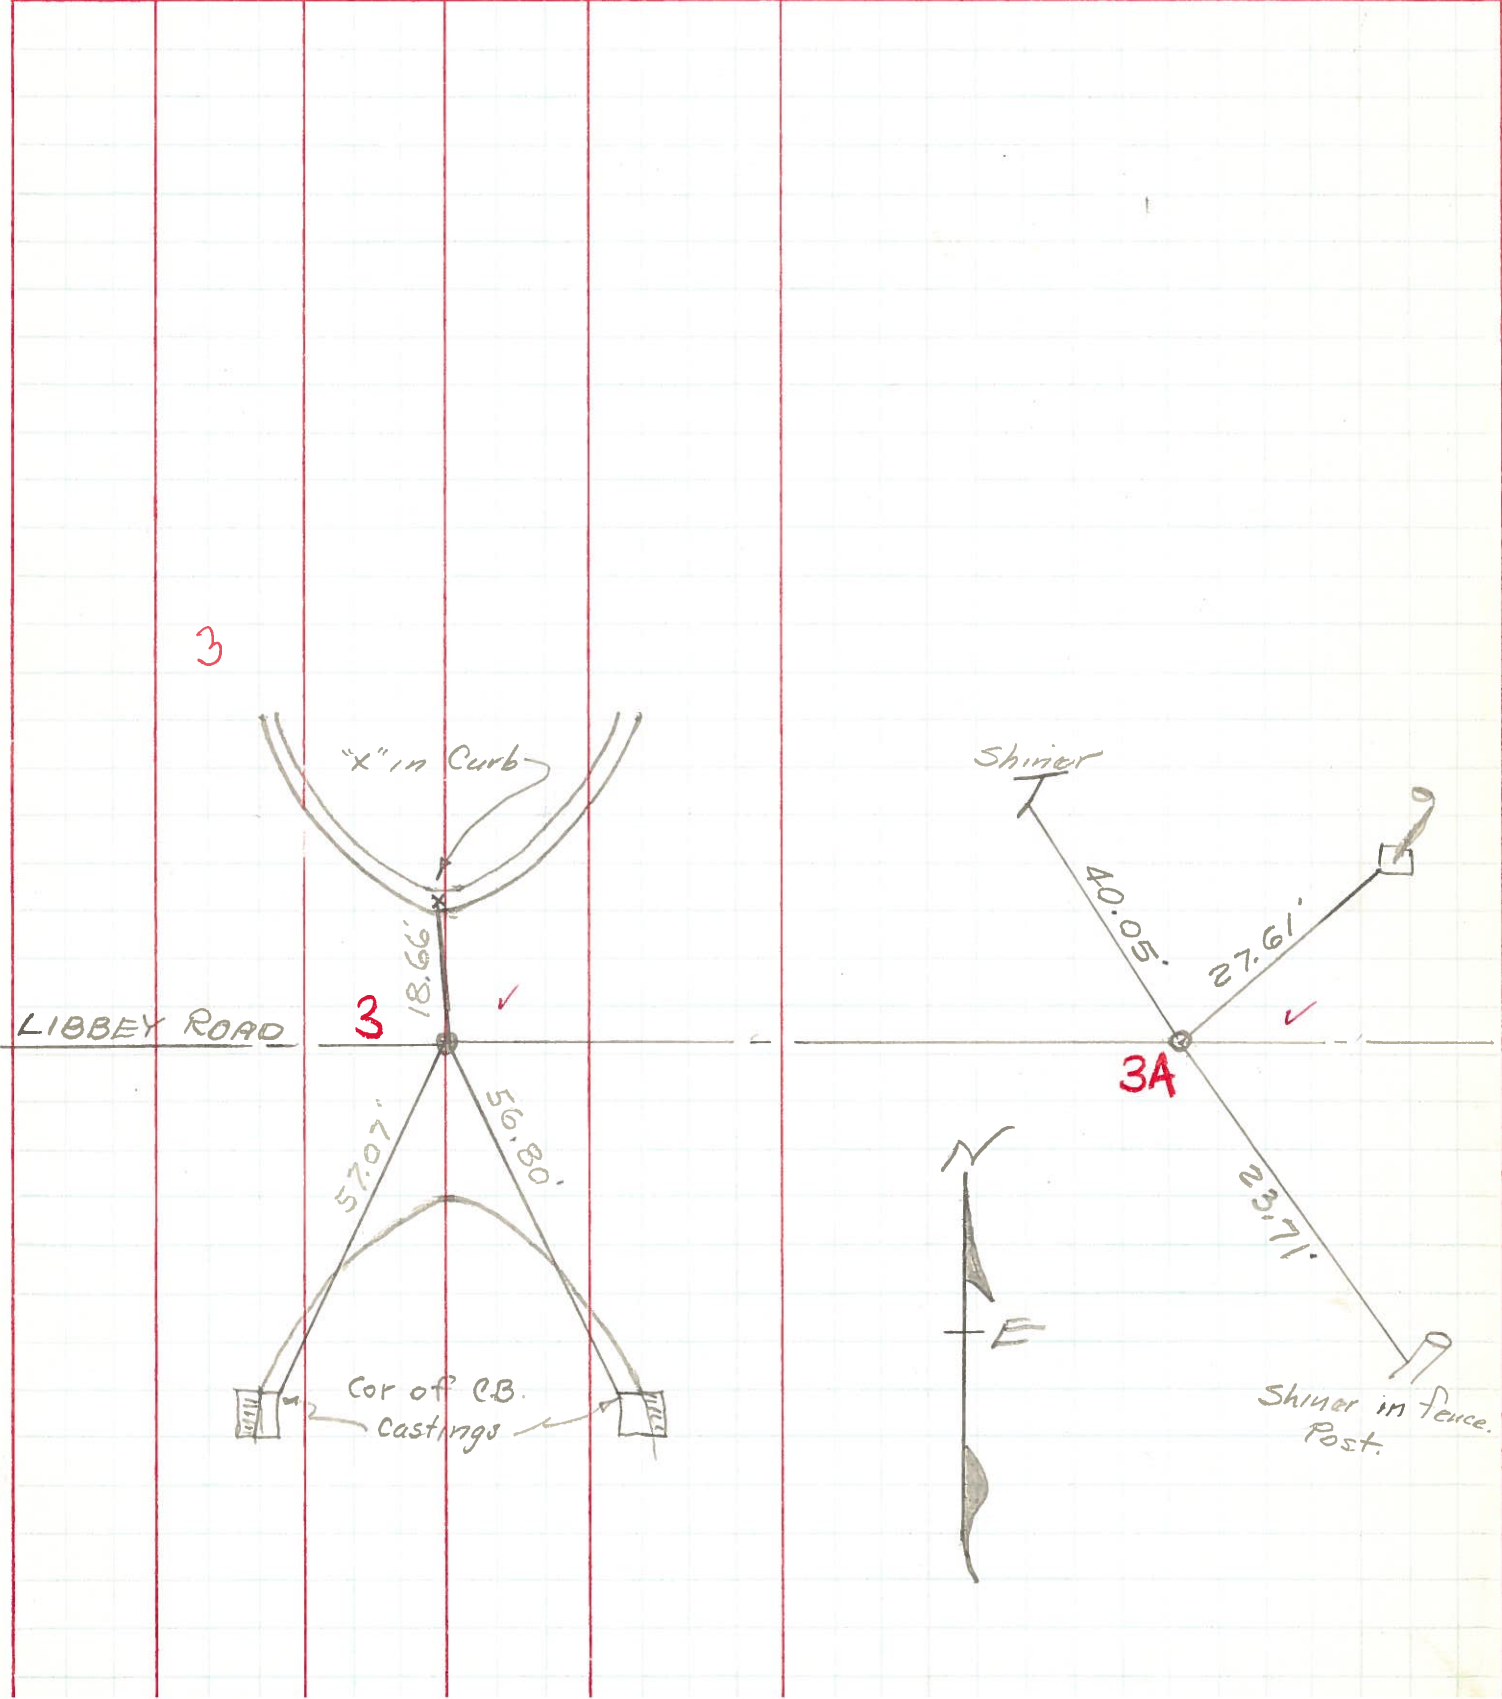 3
"x" in Curb
18.66'
LIBBEY ROAD
3
57.07'
56.80'
Cor of C.B.
Castings
Shiner
40.05'
27.61'
3A
23.71'
N
E
Shiner in fence.
Post.